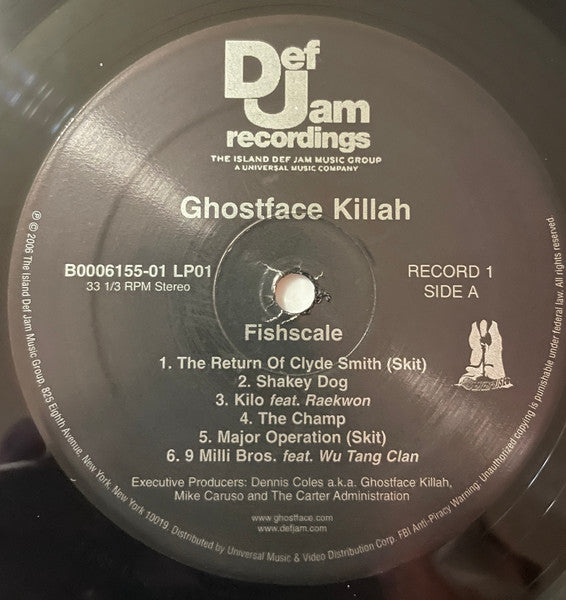 Def
Jam
recordings
THE ISLAND DEF JAM MUSIC GROUP
A UNIVERSAL MUSIC COMPANY
Ghostface Killah
B0006155-01 LP01
33 1/3 RPM Stereo
RECORD 1
SIDE A
Fishscale
1. The Return Of Clyde Smith (Skit)
2. Shakey Dog
3. Kilo feat. Raekwon
4. The Champ
5. Major Operation (Skit)
6. 9 Milli Bros. feat. Wu Tang Clan
Executive Producers: Dennis Coles a.k.a. Ghostface Killah,
Mike Caruso and The Carter Administration
www.ghostface.com
www.defjam.com
℗ © 2006 The Island Def Jam Music Group, 825 Eighth Avenue, New York, New York 10019. Distributed by Universal Music & Video Distribution Corp. FBI Anti-Piracy Warning: Unauthorized copying is punishable under federal law. All rights reserved.